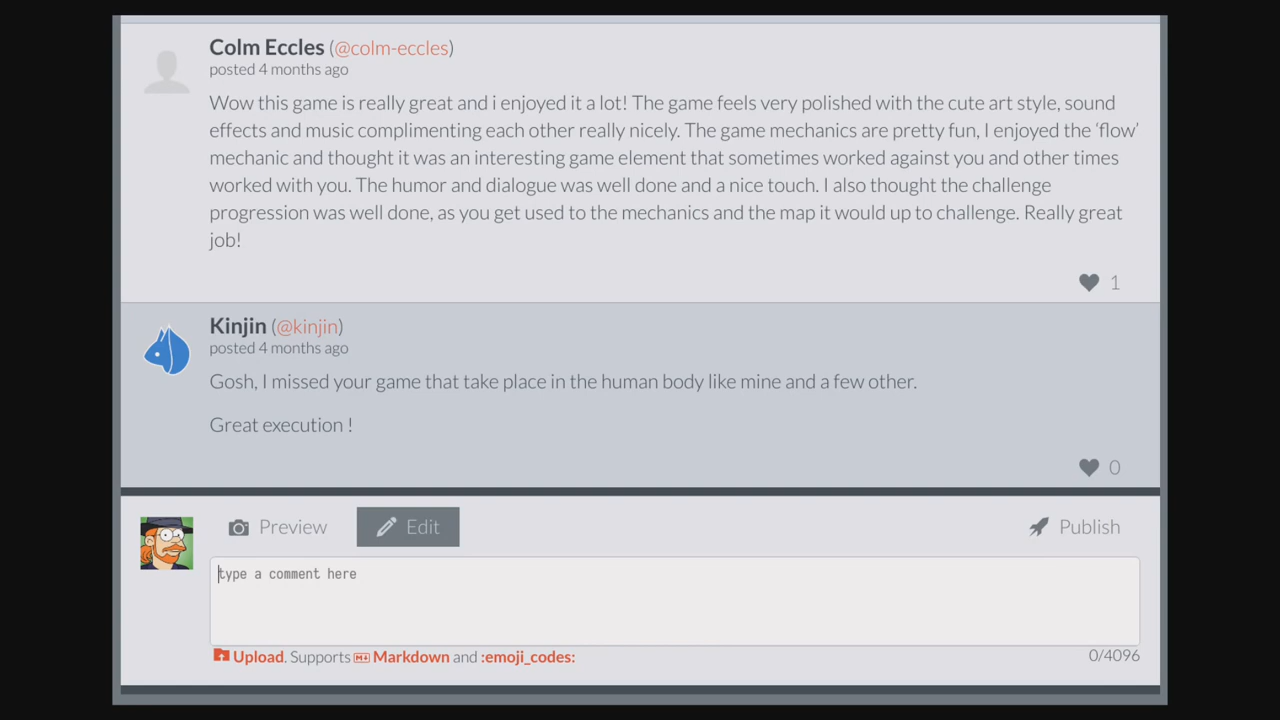 Colm Eccles (@colm-eccles)
posted 4 months ago
Wow this game is really great and i enjoyed it a lot! The game feels very polished with the cute art style, sound
effects and music complimenting each other really nicely. The game mechanics are pretty fun, I enjoyed the ‘flow’
mechanic and thought it was an interesting game element that sometimes worked against you and other times
worked with you. The humor and dialogue was well done and a nice touch. I also thought the challenge
progression was well done, as you get used to the mechanics and the map it would up to challenge. Really great
job!
1
Kinjin (@kinjin)
posted 4 months ago
Gosh, I missed your game that take place in the human body like mine and a few other.
Great execution !
0
Preview Edit Publish
type a comment here
Upload. Supports Markdown and :emoji_codes: 0/4096